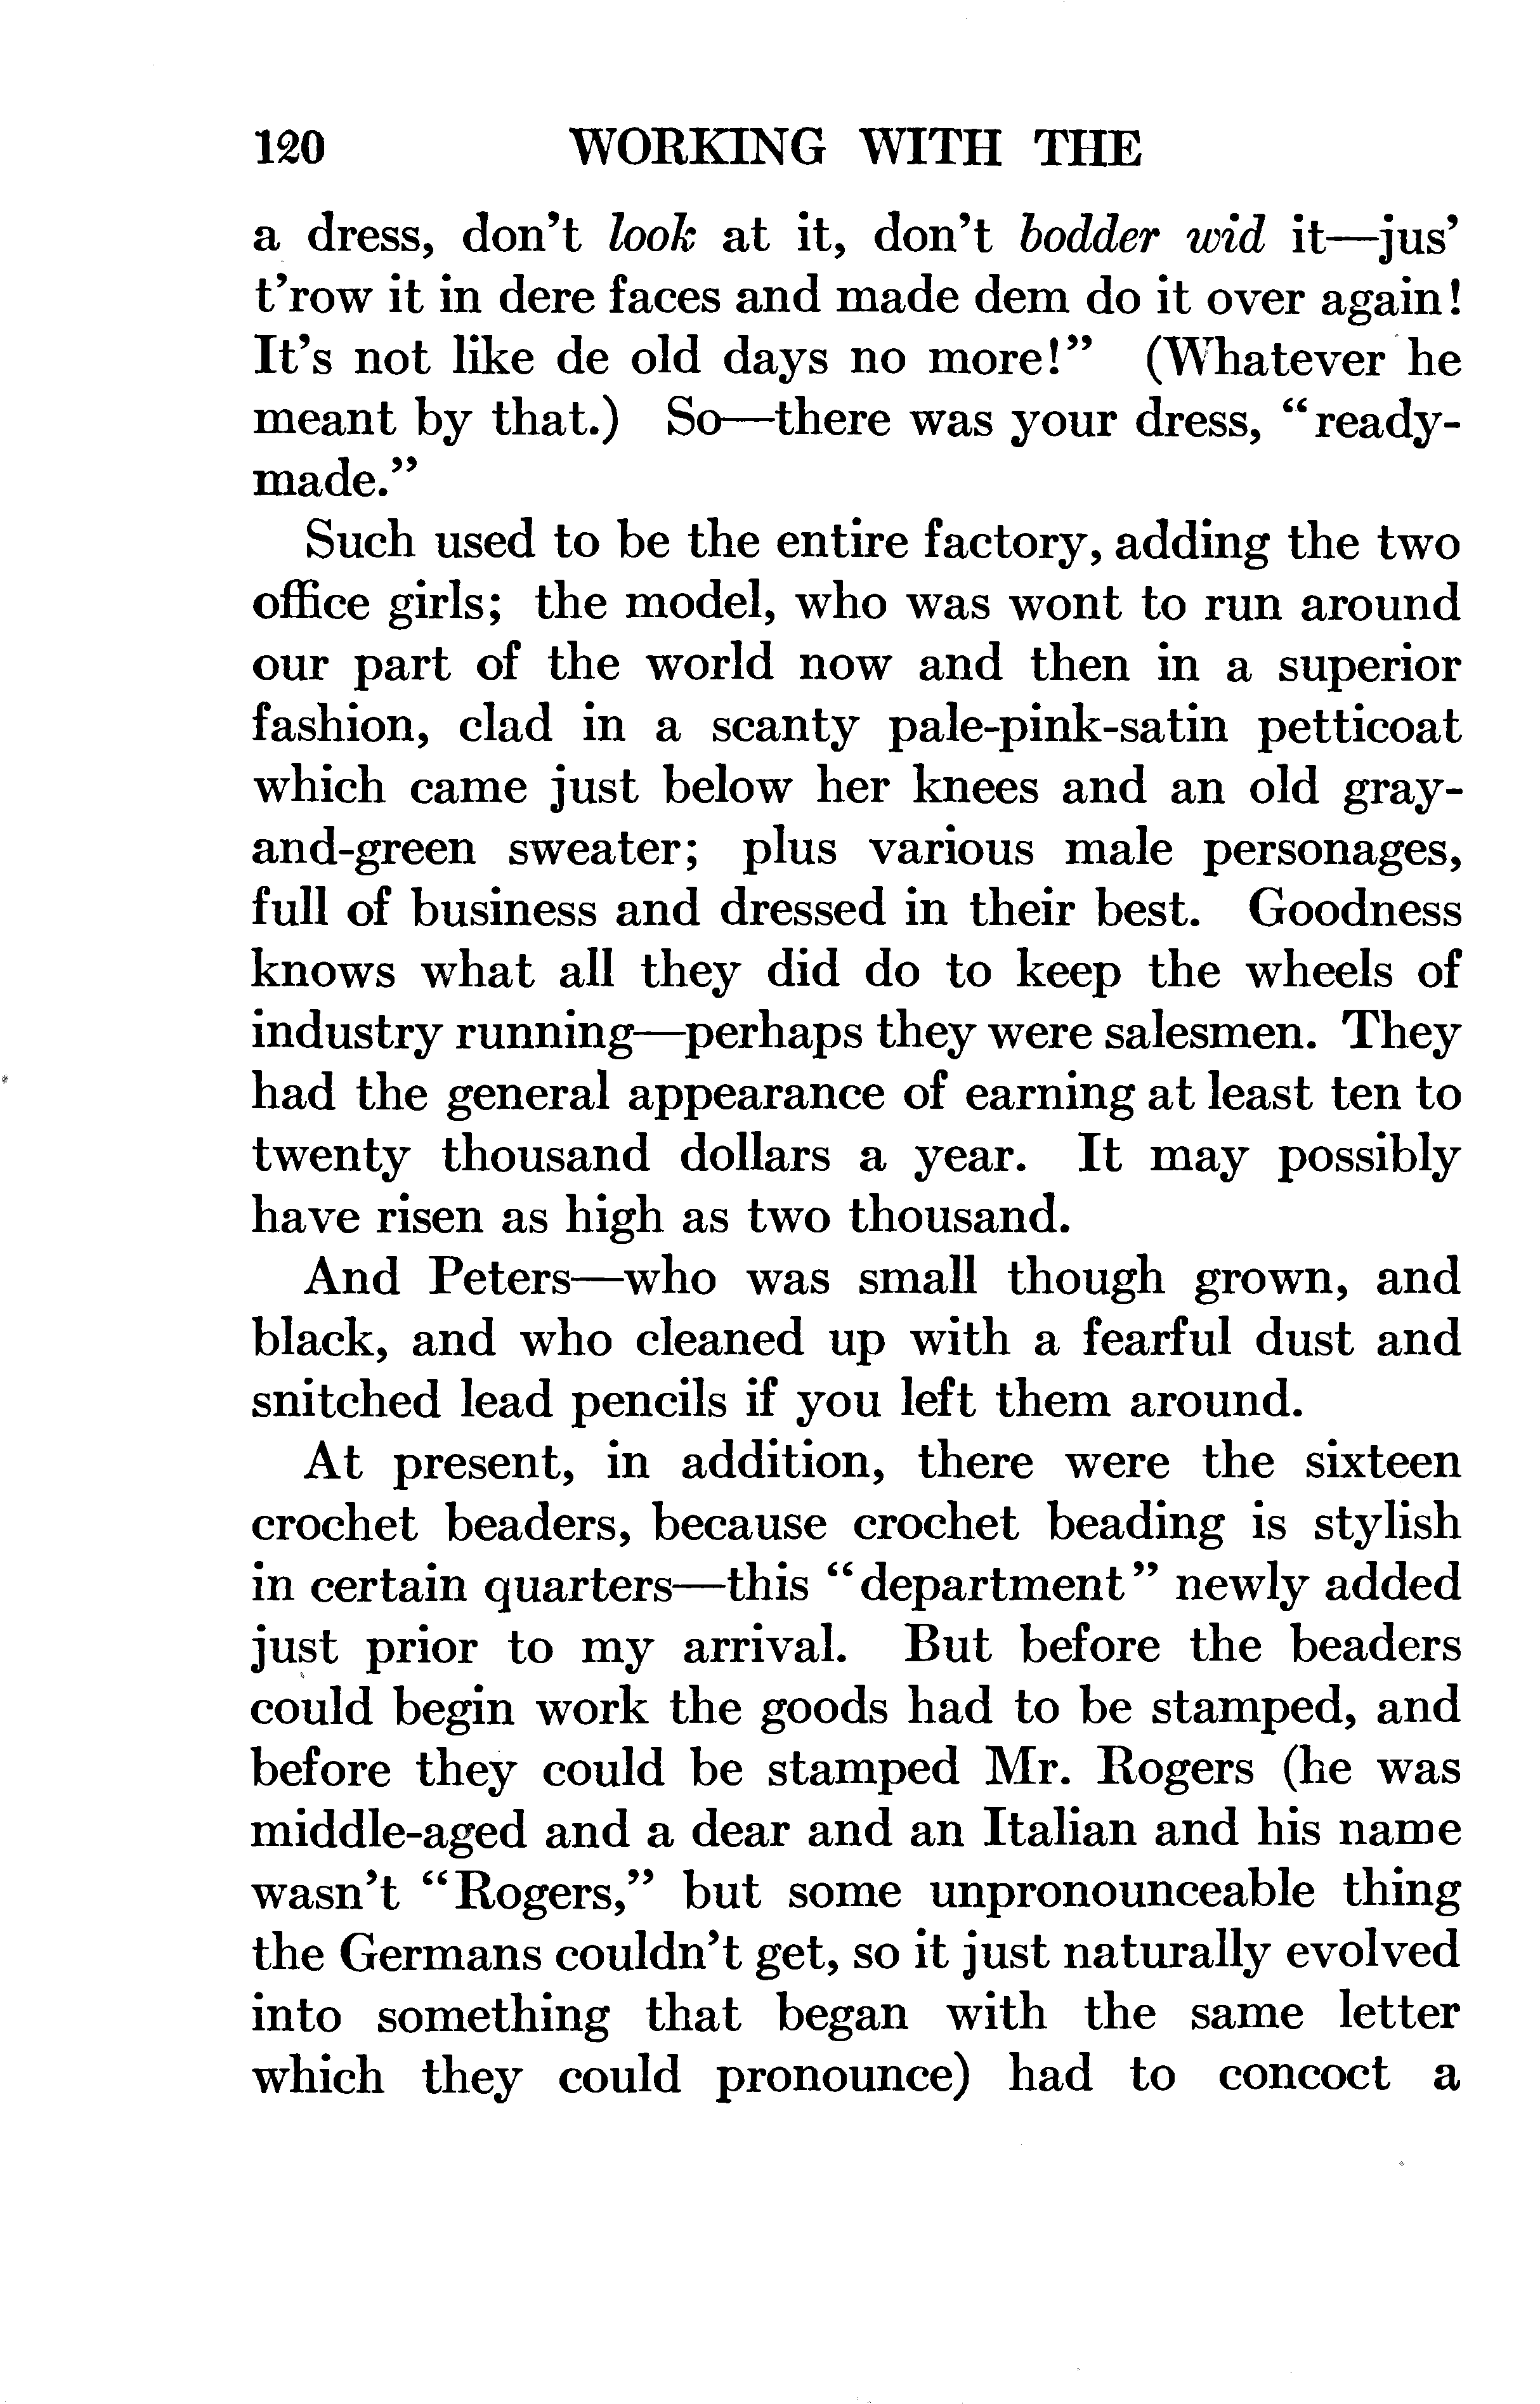 120 WORKING WITH THE
a dress, don't look at it, don't bodder wid it—jus'
t'row it in dere faces and made dem do it over again!
It's not like de old days no more!" (Whatever he
meant by that.) So—there was your dress, "ready-
made."
Such used to be the entire factory, adding the two
office girls; the model, who was wont to run around
our part of the world now and then in a superior
fashion, clad in a scanty pale-pink-satin petticoat
which came just below her knees and an old gray-
and-green sweater; plus various male personages,
full of business and dressed in their best. Goodness
knows what all they did do to keep the wheels of
industry running—perhaps they were salesmen. They
had the general appearance of earning at least ten to
twenty thousand dollars a year. It may possibly
have risen as high as two thousand.
And Peters—who was small though grown, and
black, and who cleaned up with a fearful dust and
snitched lead pencils if you left them around.
At present, in addition, there were the sixteen
crochet beaders, because crochet beading is stylish
in certain quarters—this "department" newly added
just prior to my arrival. But before the beaders
could begin work the goods had to be stamped, and
before they could be stamped Mr. Rogers (he was
middle-aged and a dear and an Italian and his name
wasn't "Rogers," but some unpronounceable thing
the Germans couldn't get, so it just naturally evolved
into something that began with the same letter
which they could pronounce) had to concoct a